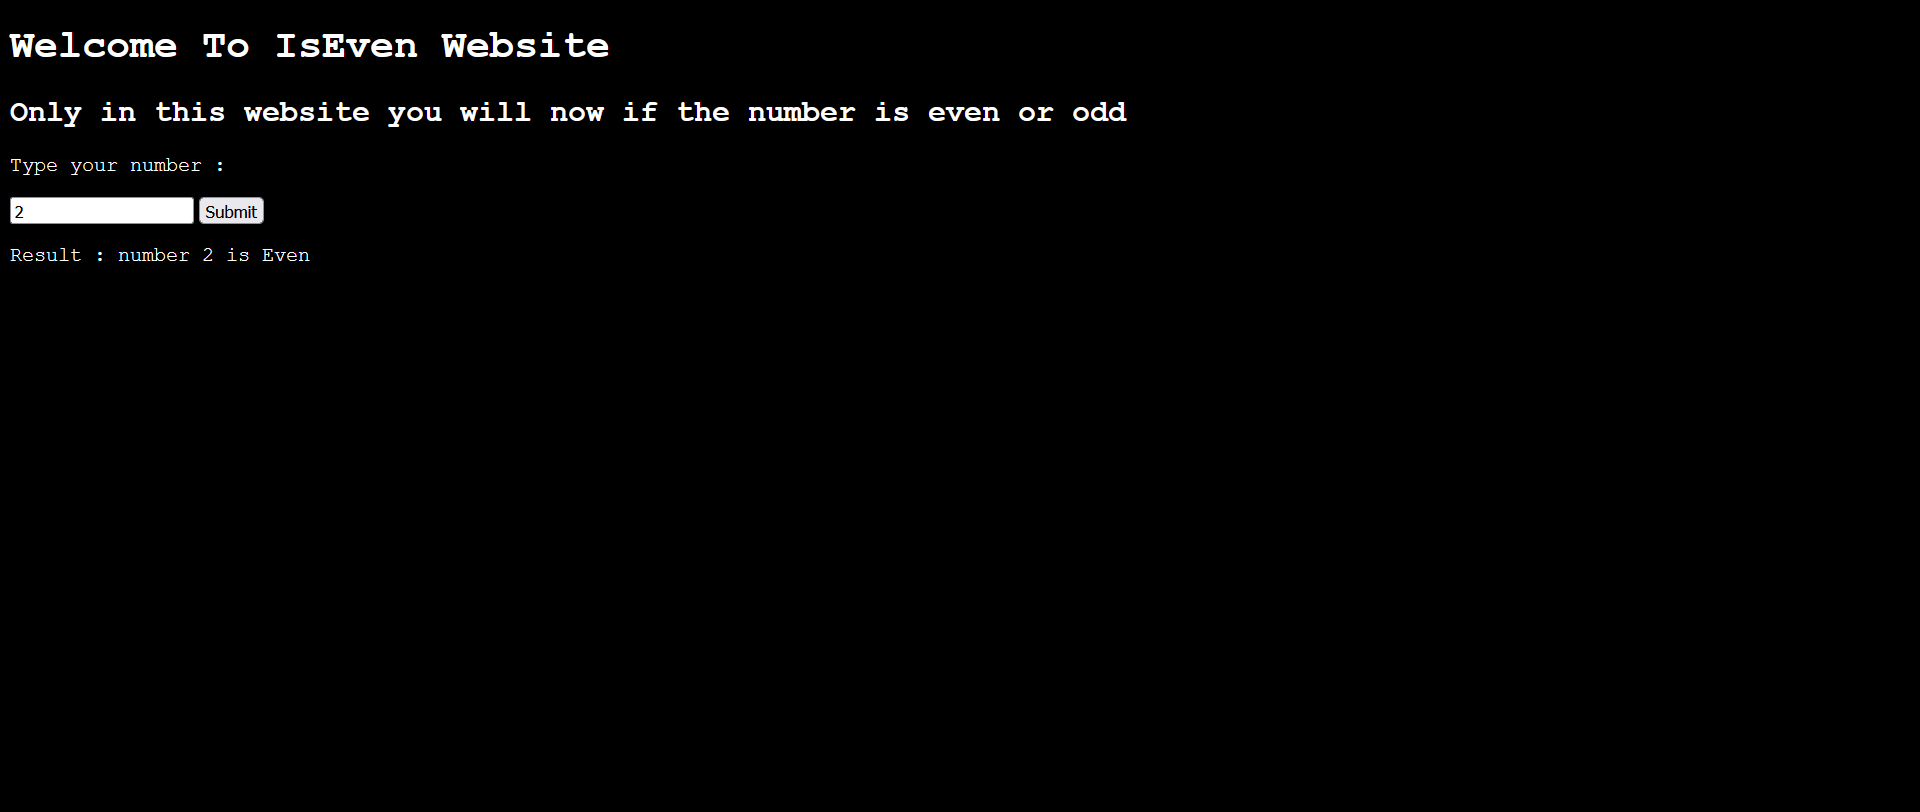 Welcome To IsEven Website
Only in this website you will now if the number is even or odd
Type your number :
2 Submit
Result : number 2 is Even